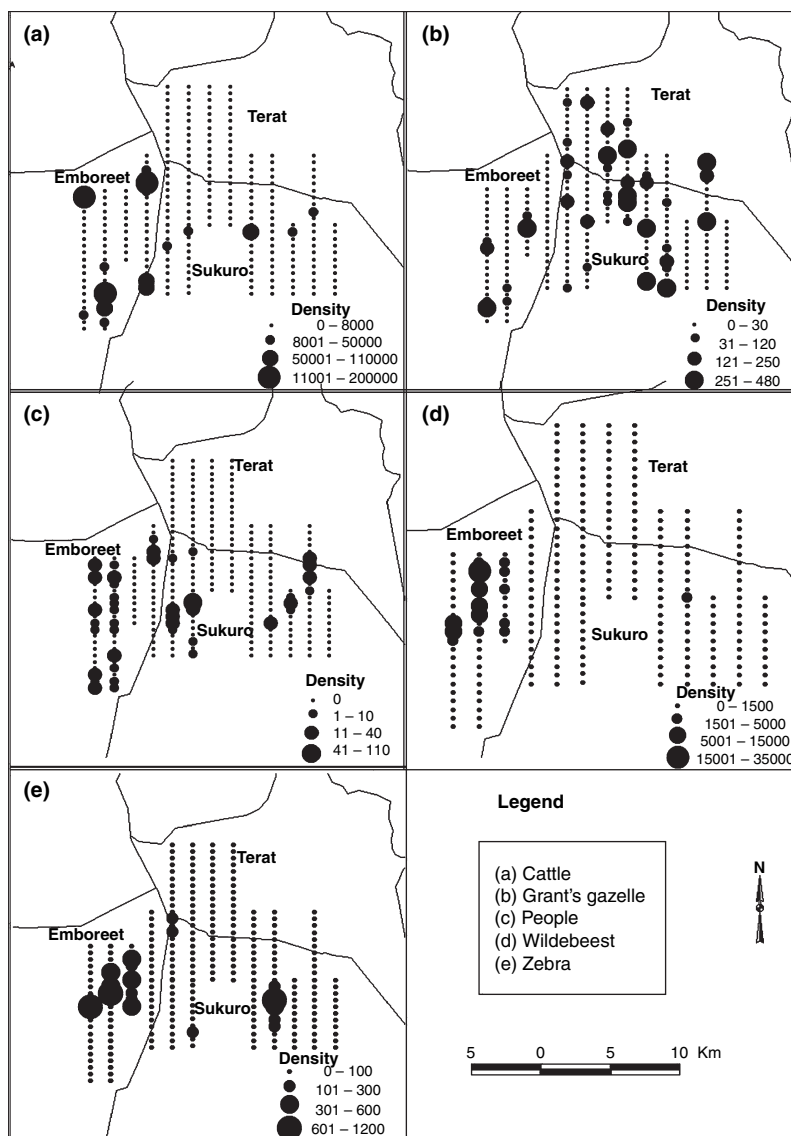 (a)
Terat
Emboreet
Sukuro
Density
0 – 8000
8001 – 50000
50001 – 110000
11001 – 200000
(b)
Terat
Emboreet
Sukuro
Density
0 – 30
31 – 120
121 – 250
251 – 480
(c)
Terat
Emboreet
Sukuro
Density
0
1 – 10
11 – 40
41 – 110
(d)
Terat
Emboreet
Sukuro
Density
0 – 1500
1501 – 5000
5001 – 15000
15001 – 35000
(e)
Terat
Emboreet
Sukuro
Density
0 – 100
101 – 300
301 – 600
601 – 1200
Legend
(a) Cattle
(b) Grant's gazelle
(c) People
(d) Wildebeest
(e) Zebra
N
5 0 5 10 Km